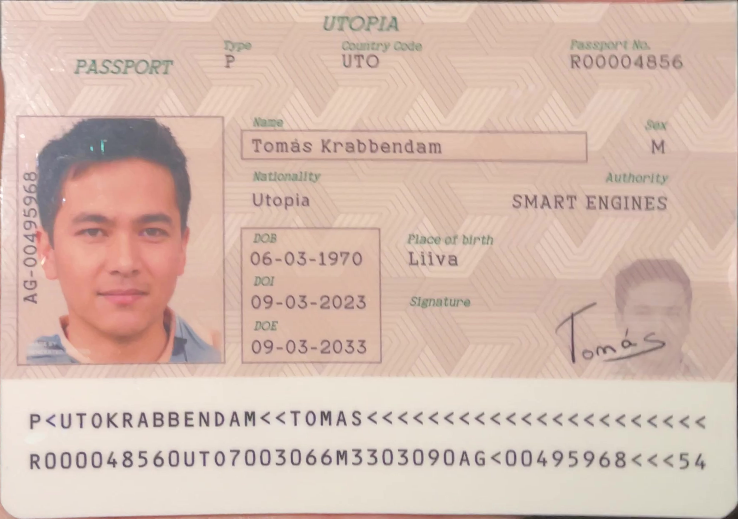 UTOPIA
PASSPORT
Type
P
Country Code
UTO
Passport No.
R00004856
Name
Tomás Krabbendam
Sex
M
Nationality
Utopia
Authority
SMART ENGINES
AG-00495968
DOB
06-03-1970
Place of birth
Liiva
DOI
09-03-2023
Signature
Tomás
DOE
09-03-2033
P<UTOKRABBENDAM<<TOMAS<<<<<<<<<<<<<<<<<<<<<<
R000048560UTO7003066M3303090AG<00495968<<<54